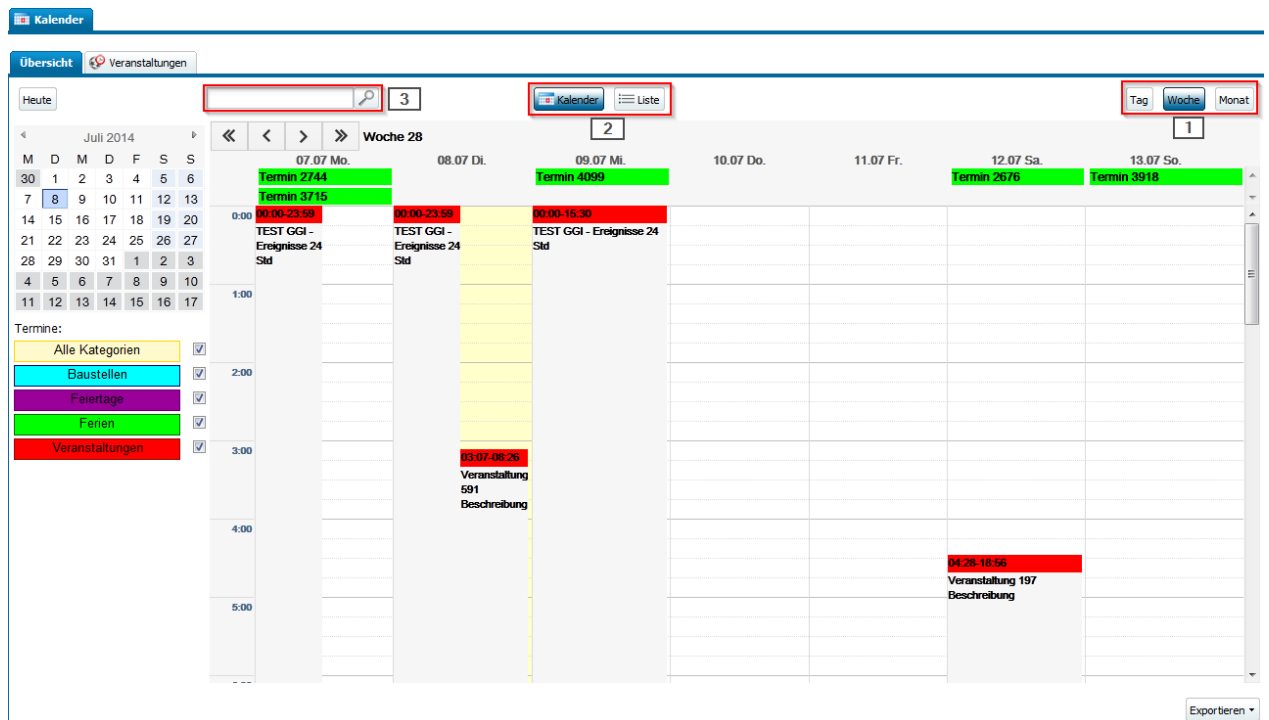 Kalender
Übersicht Veranstaltungen
Heute 3 Kalender Liste Tag Woche Monat
2 1
Juli 2014
M D M D F S S
30 1 2 3 4 5 6
7 8 9 10 11 12 13
14 15 16 17 18 19 20
21 22 23 24 25 26 27
28 29 30 31 1 2 3
4 5 6 7 8 9 10
11 12 13 14 15 16 17
Termine:
Alle Kategorien
Baustellen
Feiertage
Ferien
Veranstaltungen
Woche 28
07.07 Mo. 08.07 Di. 09.07 Mi. 10.07 Do. 11.07 Fr. 12.07 Sa. 13.07 So.
Termin 2744 Termin 4099 Termin 2676 Termin 3918
Termin 3715
0:00 00:00-23:59 00:00-23:59 00:00-15:30
TEST GGI - TEST GGI - TEST GGI - Ereignisse 24
Ereignisse 24 Ereignisse 24 Std
Std Std
1:00
2:00
3:00
03:07-08:26
Veranstaltung
591
Beschreibung
4:00
04:28-18:56
Veranstaltung 197
Beschreibung
5:00
Exportieren